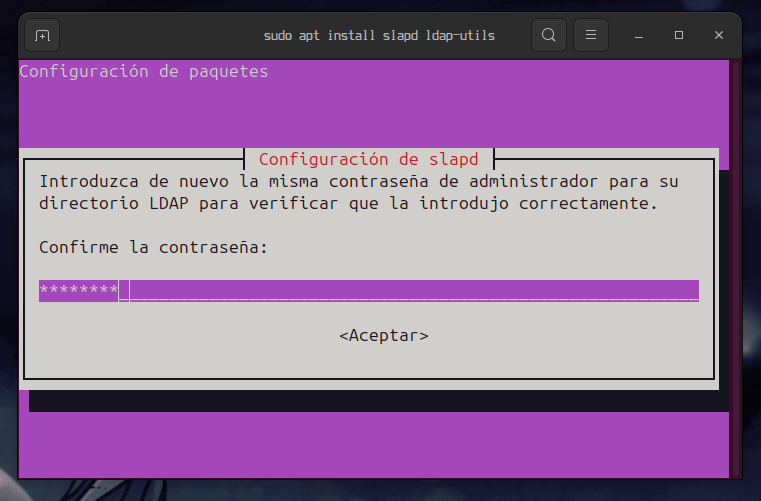 sudo apt install slapd ldap-utils
Configuración de paquetes
Configuración de slapd
Introduzca de nuevo la misma contraseña de administrador para su
directorio LDAP para verificar que la introdujo correctamente.
Confirme la contraseña:
********__________________________________________________________
<Aceptar>